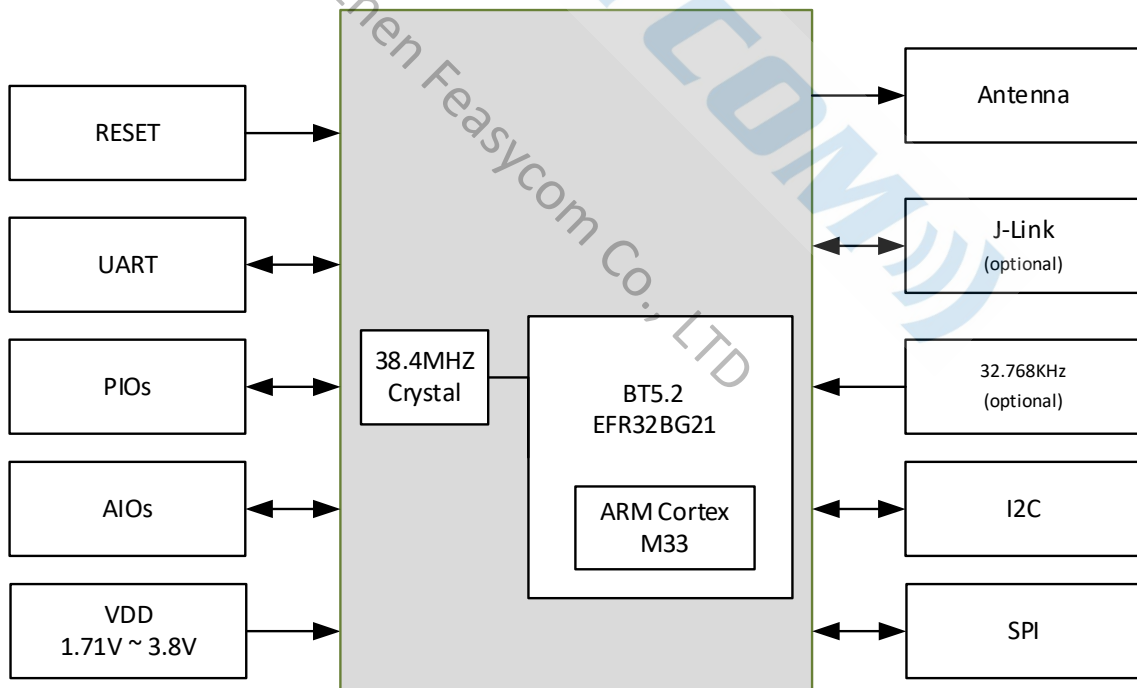 RESET
UART
PIOs
AIOs
VDD
1.71V ~ 3.8V
38.4MHZ
Crystal
BT5.2
EFR32BG21
ARM Cortex
M33
Antenna
J-Link
(optional)
32.768KHz
(optional)
I2C
SPI
Feasycom Co., LTD
COM